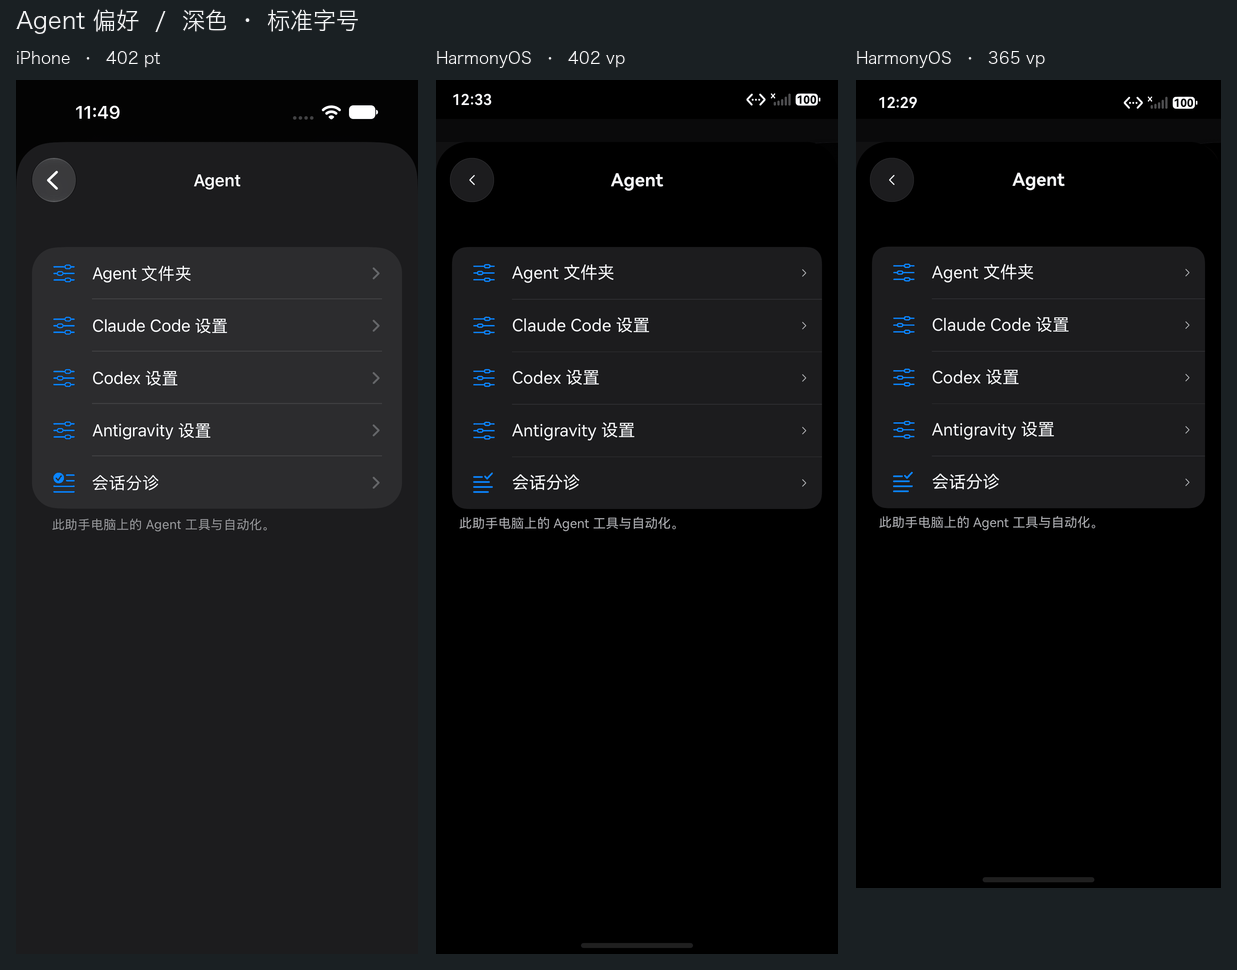 Agent 偏好 / 深色 · 标准字号
iPhone · 402 pt
11:49
Agent
Agent 文件夹
Claude Code 设置
Codex 设置
Antigravity 设置
会话分诊
此助手电脑上的 Agent 工具与自动化。
HarmonyOS · 402 vp
12:33
100
Agent
Agent 文件夹
Claude Code 设置
Codex 设置
Antigravity 设置
会话分诊
此助手电脑上的 Agent 工具与自动化。
HarmonyOS · 365 vp
12:29
100
Agent
Agent 文件夹
Claude Code 设置
Codex 设置
Antigravity 设置
会话分诊
此助手电脑上的 Agent 工具与自动化。